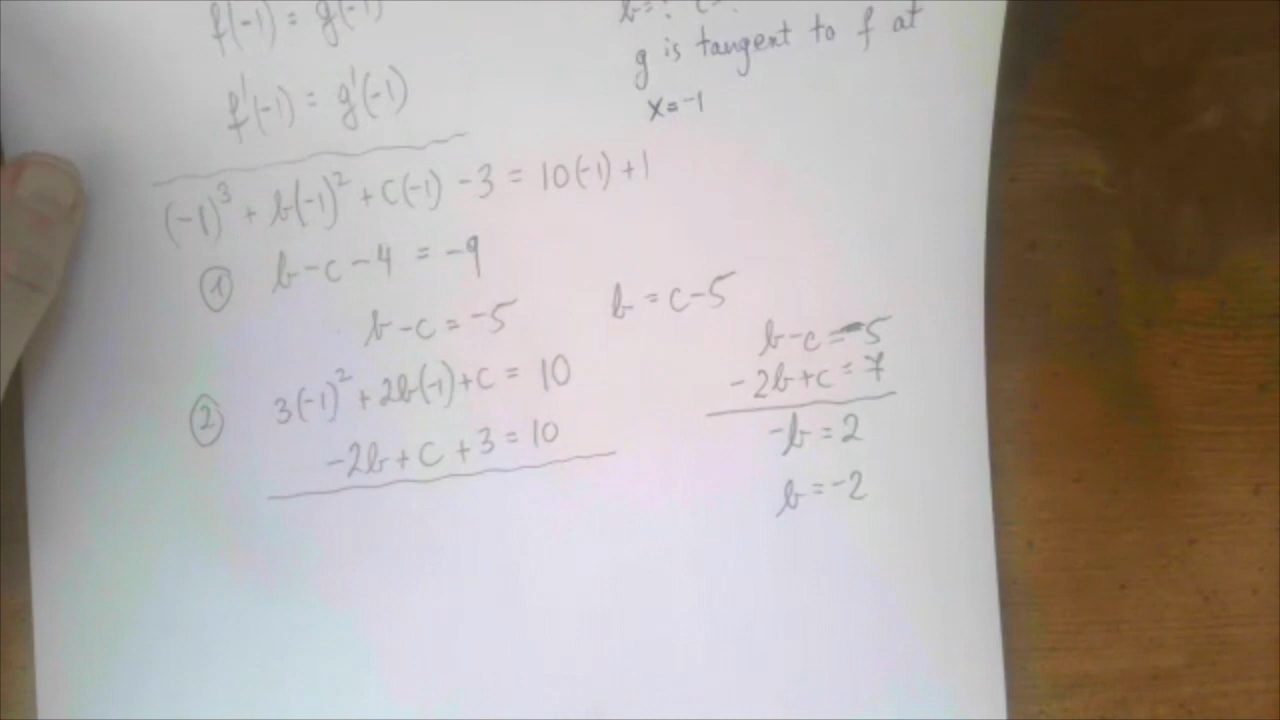 f(-1) = g(-1)
f'(-1) = g'(-1)
b=? c=?
g is tangent to f at
x=-1
(-1)³ + b(-1)² + c(-1) -3 = 10(-1)+1
① b-c-4 = -9
b-c = -5
b = c-5
② 3(-1)² + 2b(-1)+c = 10
-2b+c+3 = 10
b-c = -5
-2b+c = 7
-b = 2
b = -2